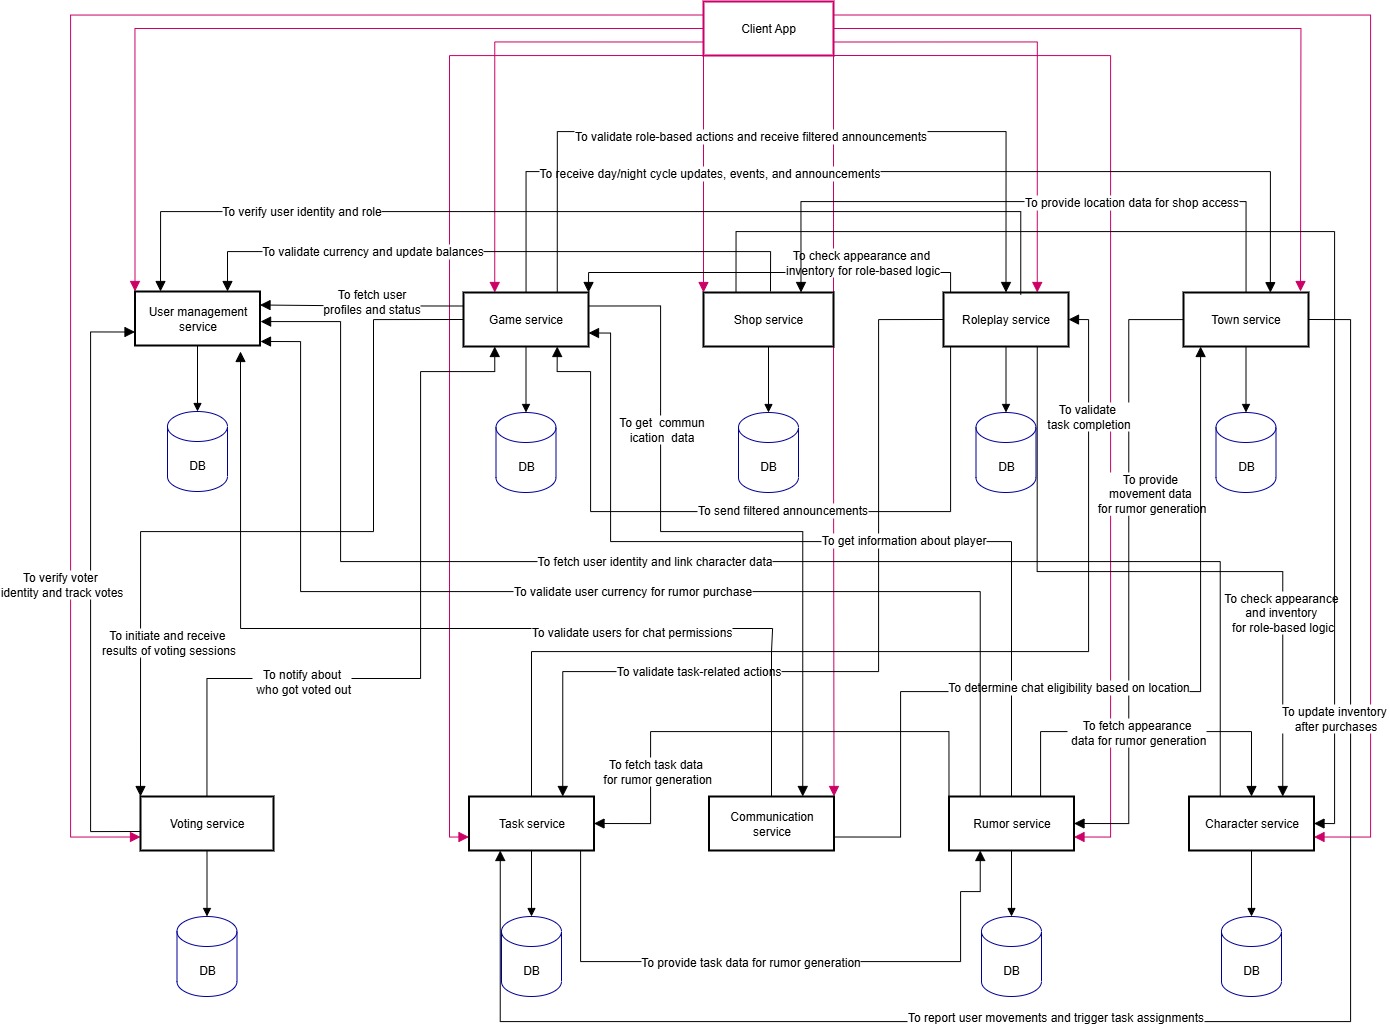 Client App
To validate role-based actions and receive filtered announcements
To receive day/night cycle updates, events, and announcements
To provide location data for shop access
To verify user identity and role
To validate currency and update balances
To check appearance and
inventory for role-based logic
To fetch user
profiles and status
User management
service
Game service
Shop service
Roleplay service
Town service
To validate
task completion
To get  commun
ication  data
DB
DB
DB
DB
DB
To provide
movement data
for rumor generation
To send filtered announcements
To get information about player
To fetch user identity and link character data
To verify voter
identity and track votes
To validate user currency for rumor purchase
To check appearance
and inventory
for role-based logic
To initiate and receive
results of voting sessions
To validate users for chat permissions
To notify about
who got voted out
To validate task-related actions
To determine chat eligibility based on location
To update inventory
after purchases
To fetch appearance
data for rumor generation
To fetch task data
for rumor generation
Voting service
Task service
Communication
service
Rumor service
Character service
To provide task data for rumor generation
DB
DB
DB
DB
To report user movements and trigger task assignments